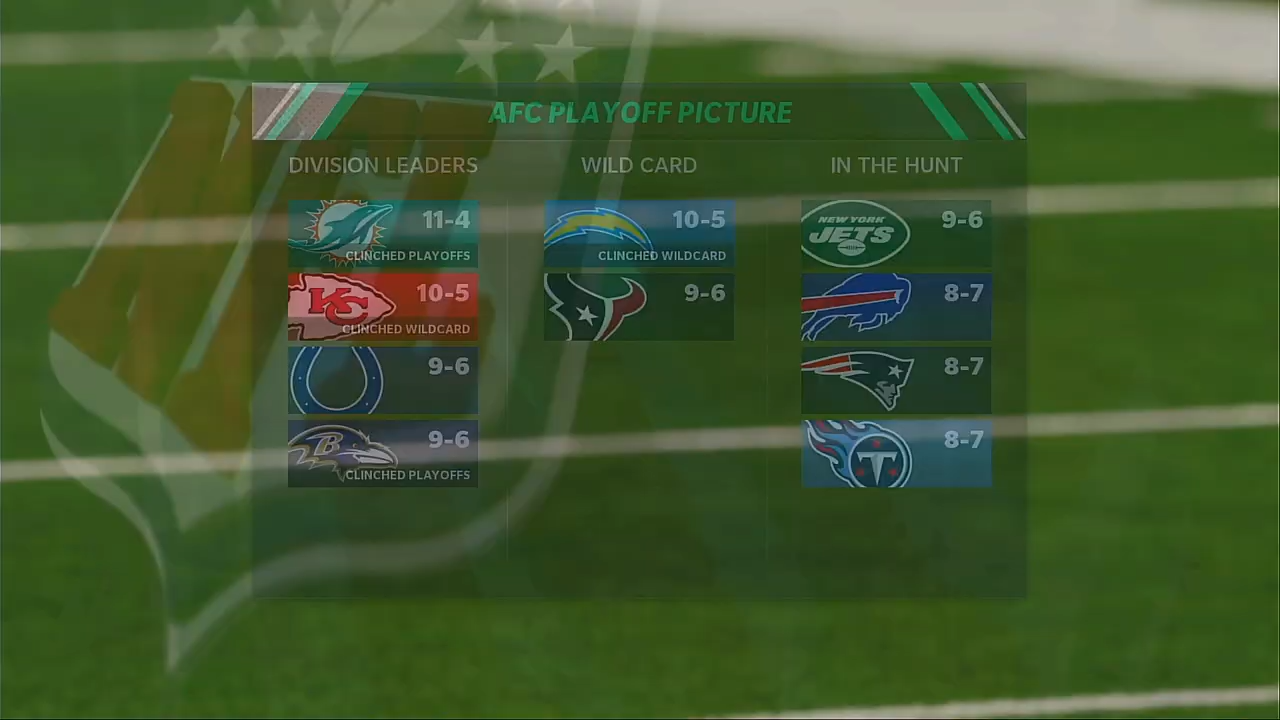 AFC PLAYOFF PICTURE
DIVISION LEADERS
11-4
CLINCHED PLAYOFFS
KC
10-5
CLINCHED WILDCARD
9-6
B
9-6
CLINCHED PLAYOFFS
WILD CARD
10-5
CLINCHED WILDCARD
9-6
IN THE HUNT
NEW YORK
JETS
9-6
8-7
8-7
T
8-7